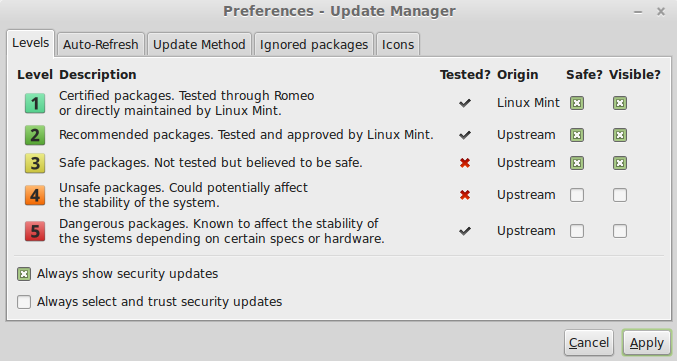 Preferences - Update Manager
Levels Auto-Refresh Update Method Ignored packages Icons
Level Description Tested? Origin Safe? Visible?
1 Certified packages. Tested through Romeo
or directly maintained by Linux Mint. Linux Mint
2 Recommended packages. Tested and approved by Linux Mint. Upstream
3 Safe packages. Not tested but believed to be safe. Upstream
4 Unsafe packages. Could potentially affect
the stability of the system. Upstream
5 Dangerous packages. Known to affect the stability of
the systems depending on certain specs or hardware. Upstream
Always show security updates
Always select and trust security updates
Cancel Apply